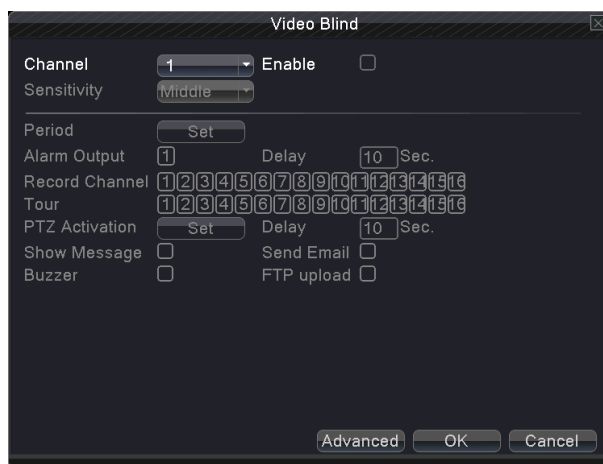 Video Blind
Channel 1 Enable
Sensitivity Middle
Period Set
Alarm Output 1 Delay 10 Sec.
Record Channel 1 2 3 4 5 6 7 8 9 10 11 12 13 14 15 16
Tour 1 2 3 4 5 6 7 8 9 10 11 12 13 14 15 16
PTZ Activation Set Delay 10 Sec.
Show Message Send Email
Buzzer FTP upload
Advanced OK Cancel